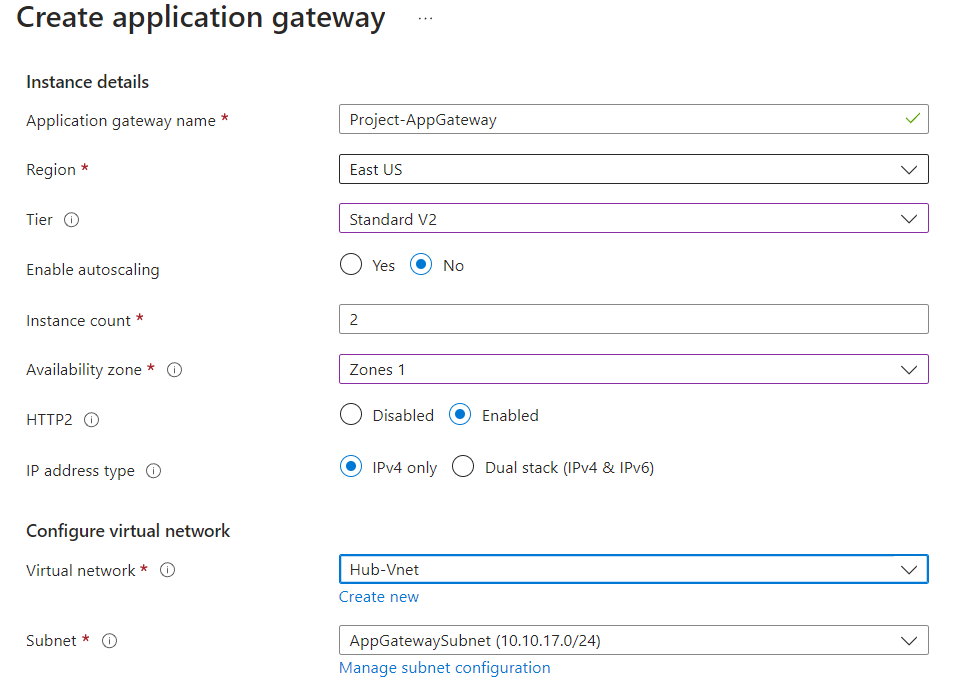 Create application gateway ...
Instance details
Application gateway name * Project-AppGateway
Region * East US
Tier Standard V2
Enable autoscaling Yes No
Instance count * 2
Availability zone * Zones 1
HTTP2 Disabled Enabled
IP address type IPv4 only Dual stack (IPv4 & IPv6)
Configure virtual network
Virtual network * Hub-Vnet
Create new
Subnet * AppGatewaySubnet (10.10.17.0/24)
Manage subnet configuration